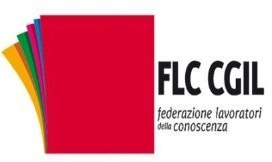 FLC CGIL
federazione lavoratori
della conoscenza